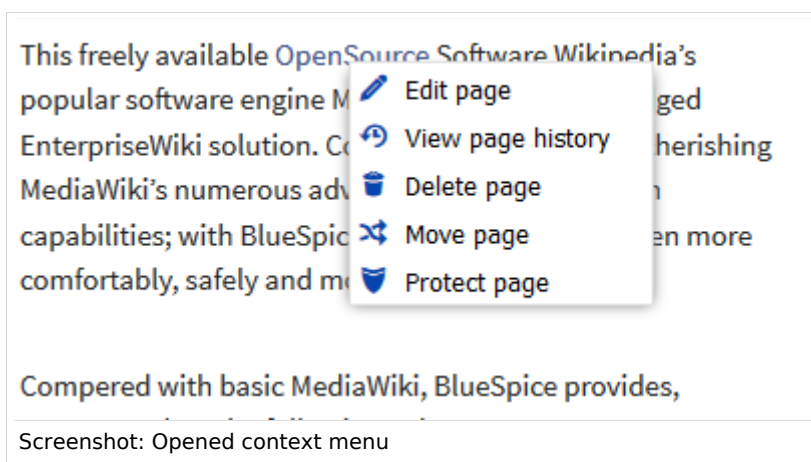 This freely available OpenSource Software Wikipedia's
popular software engine M
Edit page
ged
EnterpriseWiki solution. Co
View page history
herishing
MediaWiki's numerous adv
Delete page
capabilities; with BlueSpic
Move page
en more
comfortably, safely and mo
Protect page
Compered with basic MediaWiki, BlueSpice provides,
Screenshot: Opened context menu